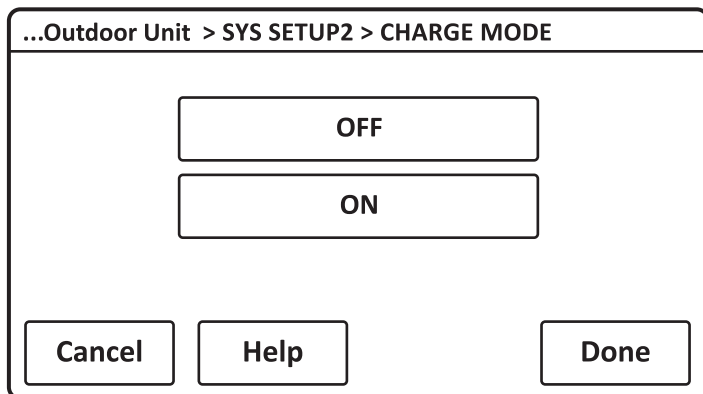 ...Outdoor Unit > SYS SETUP2 > CHARGE MODE
OFF
ON
Cancel Help Done